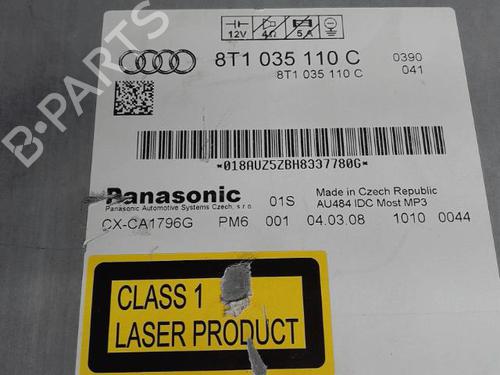 12V 4Ω 5A
8T1 035 110 C 0390
8T1 035 110 C 041
*018AUZ5ZBH8337780G*
Panasonic 01S Made in Czech Republic
Panasonic Automotive Systems Czech, s.r.o. AU484 IDC Most MP3
CX-CA1796G PM6 001 04.03.08 1010 0044
CLASS 1
LASER PRODUCT
B-PARTS